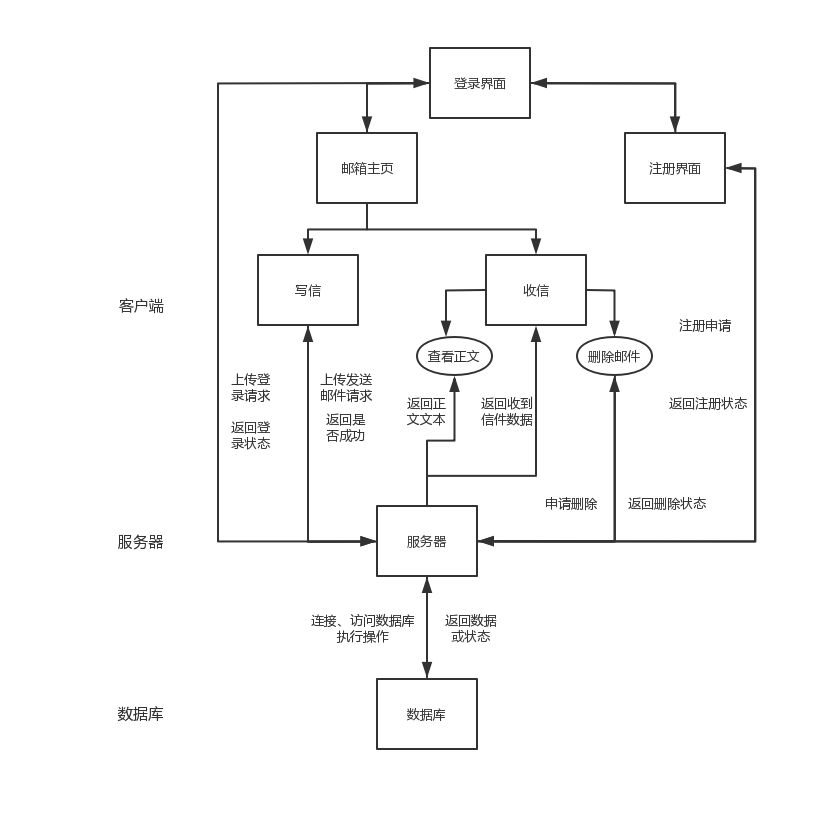 登录界面
邮箱主页
注册界面
写信
收信
客户端
注册申请
查看正文
删除邮件
上传登
录请求
返回登
录状态
上传发送
邮件请求
返回是
否成功
返回正
文文本
返回收到
信件数据
返回注册状态
申请删除
返回删除状态
服务器
服务器
连接、访问数据库
执行操作
返回数据
或状态
数据库
数据库